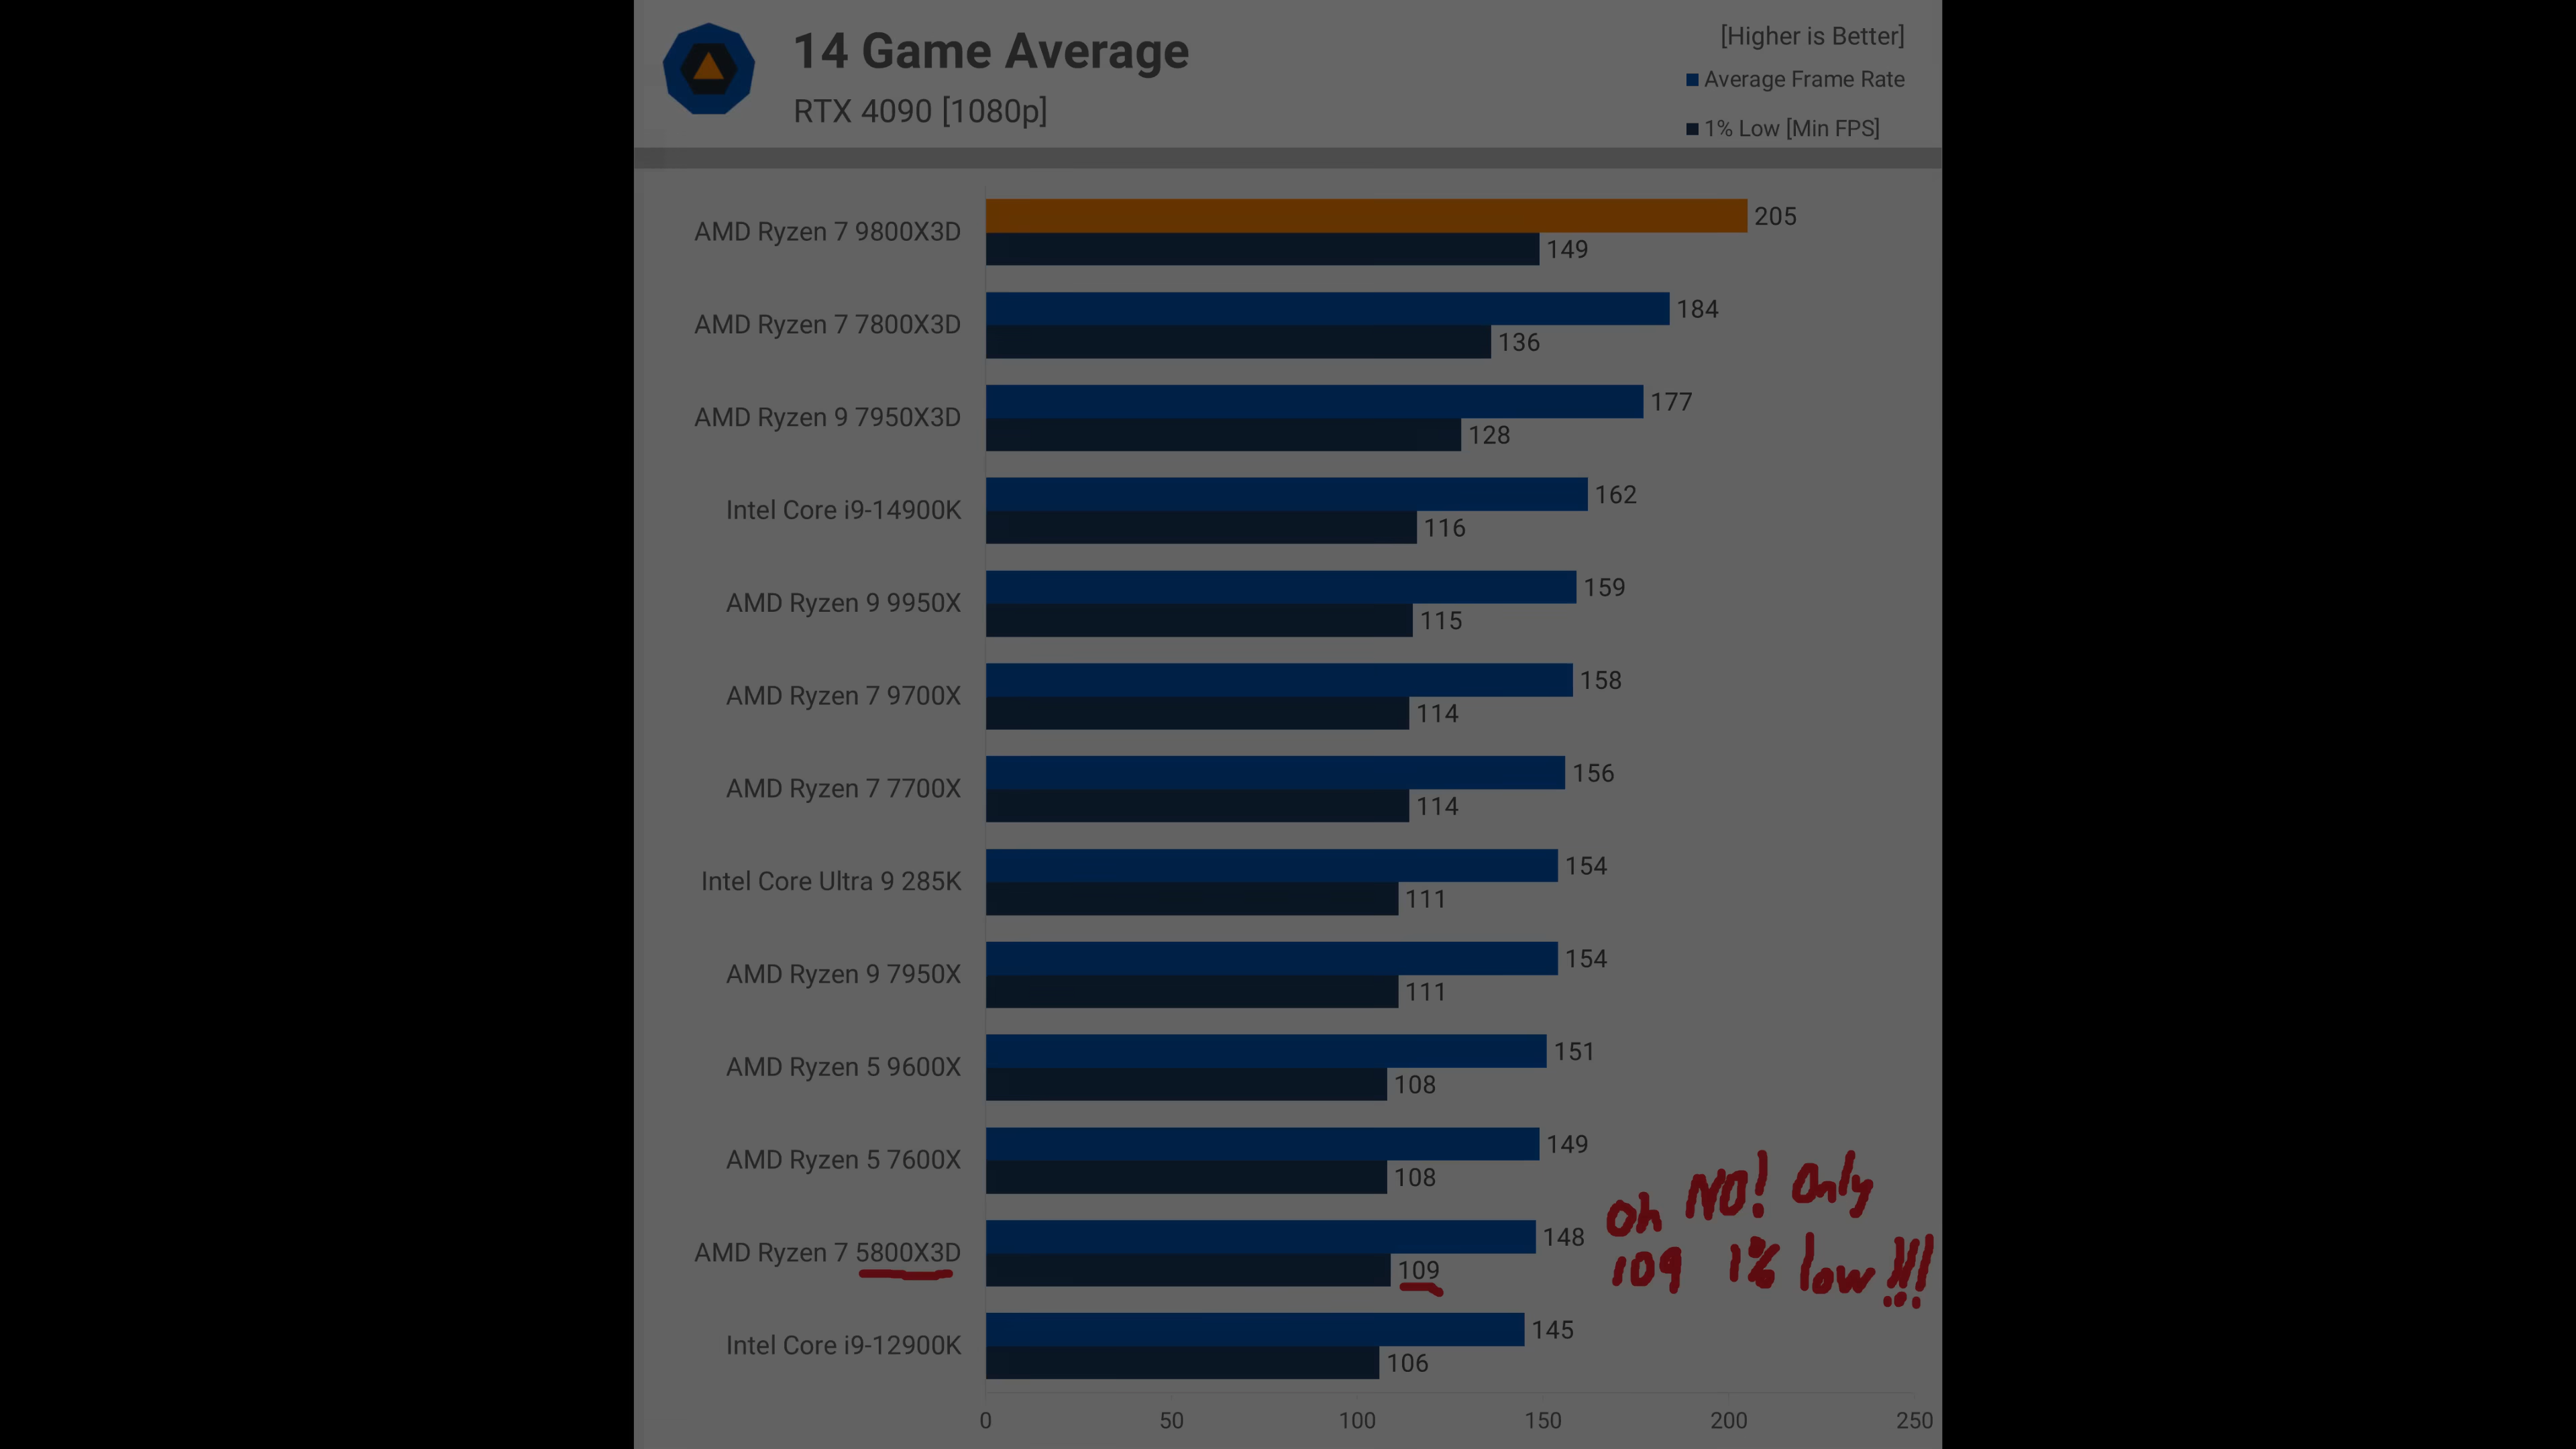 14 Game Average
RTX 4090 [1080p]
[Higher is Better]
Average Frame Rate
1% Low [Min FPS]
AMD Ryzen 7 9800X3D
205
149
AMD Ryzen 7 7800X3D
184
136
AMD Ryzen 9 7950X3D
177
128
Intel Core i9-14900K
162
116
AMD Ryzen 9 9950X
159
115
AMD Ryzen 7 9700X
158
114
AMD Ryzen 7 7700X
156
114
Intel Core Ultra 9 285K
154
111
AMD Ryzen 9 7950X
154
111
AMD Ryzen 5 9600X
151
108
AMD Ryzen 5 7600X
149
108
AMD Ryzen 7 5800X3D
148
109
oh NO! Only
109 1% low!!!
Intel Core i9-12900K
145
106
0 50 100 150 200 250